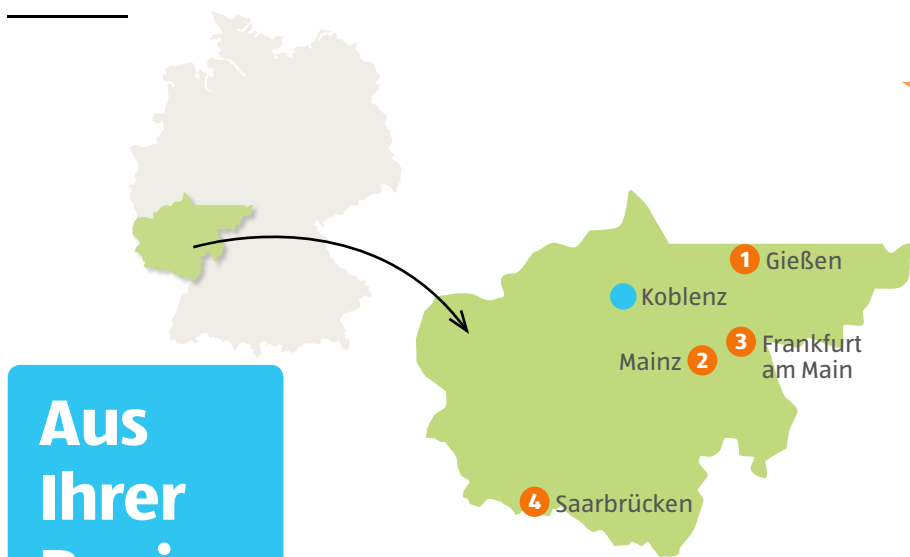 1 Gießen
Koblenz
3 Frankfurt
am Main
Mainz 2
4 Saarbrücken
Aus
Ihrer